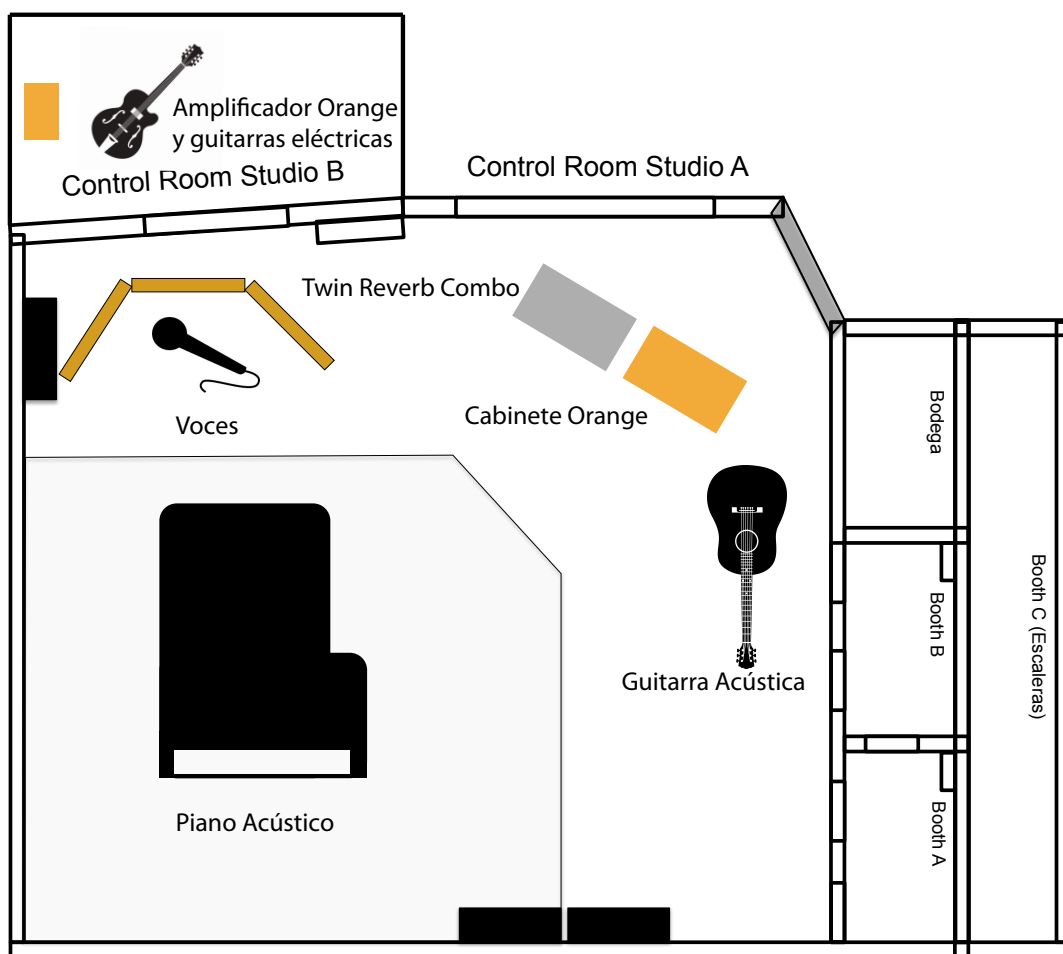 Amplificador Orange
y guitarras eléctricas
Control Room Studio B
Control Room Studio A
Twin Reverb Combo
Cabinete Orange
Voces
Bodega
Booth B
Booth C (Escaleras)
Guitarra Acústica
Piano Acústico
Booth A